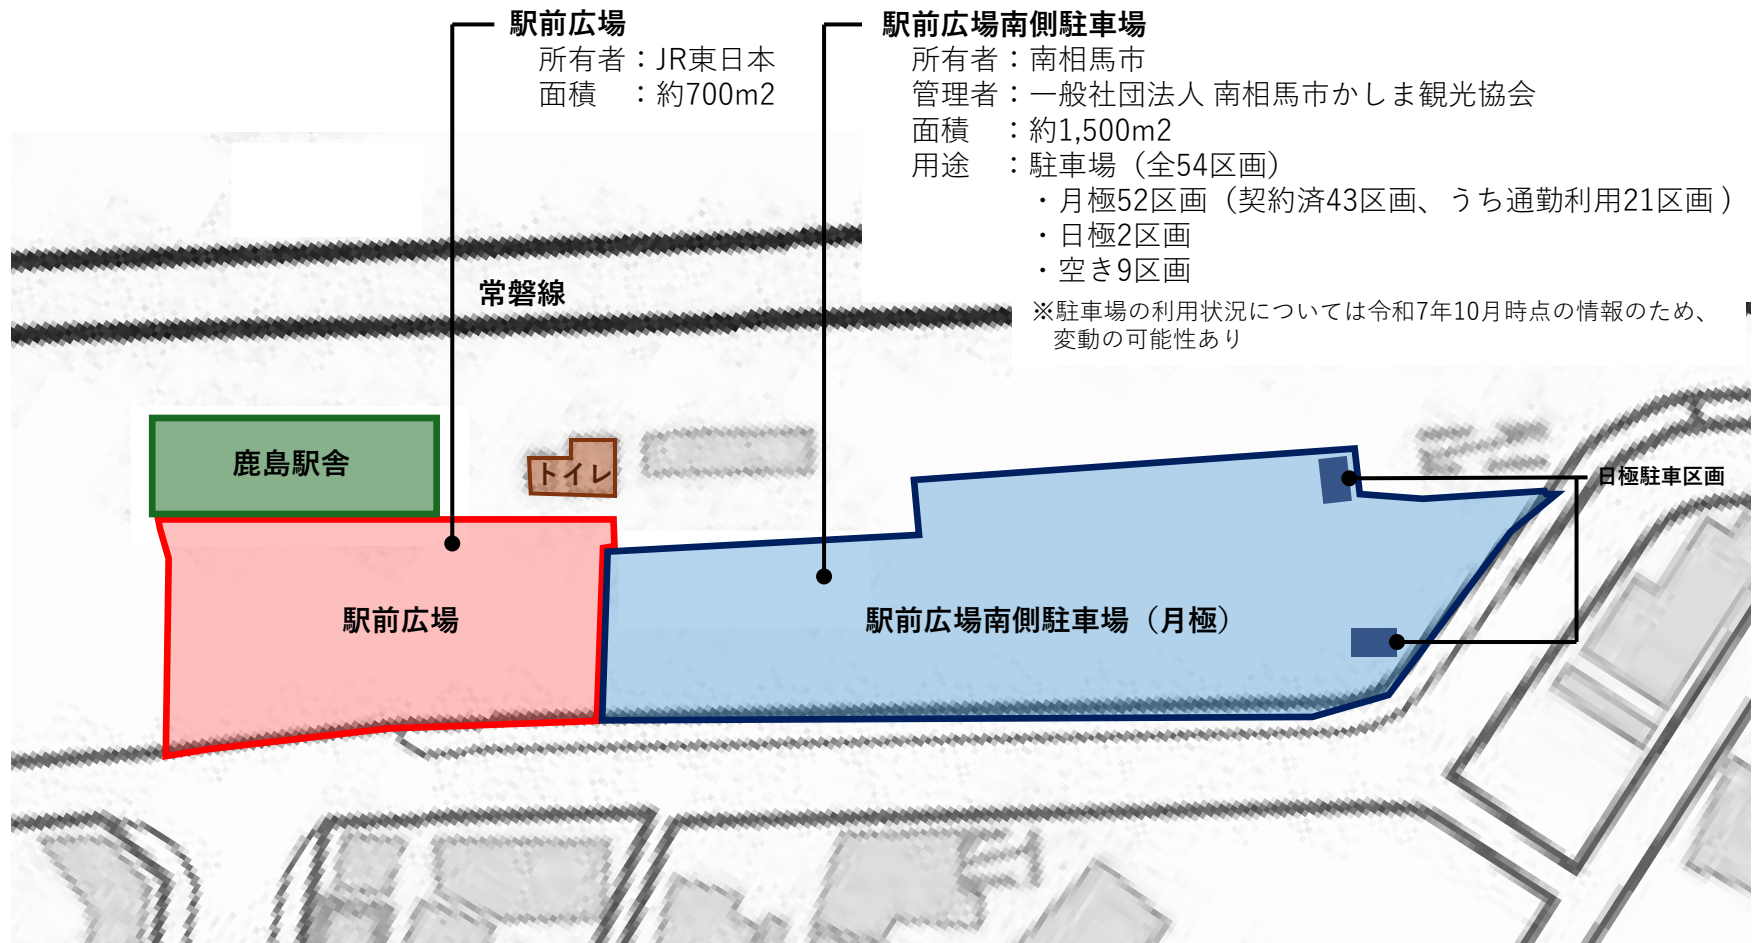 駅前広場
所有者：JR東日本
面積　：約700m2
駅前広場南側駐車場
所有者：南相馬市
管理者：一般社団法人 南相馬市かしま観光協会
面積　：約1,500m2
用途　：駐車場（全54区画）
・月極52区画（契約済43区画、うち通勤利用21区画）
・日極2区画
・空き9区画
※駐車場の利用状況については令和7年10月時点の情報のため、
変動の可能性あり
常磐線
鹿島駅舎
トイレ
日極駐車区画
駅前広場
駅前広場南側駐車場（月極）